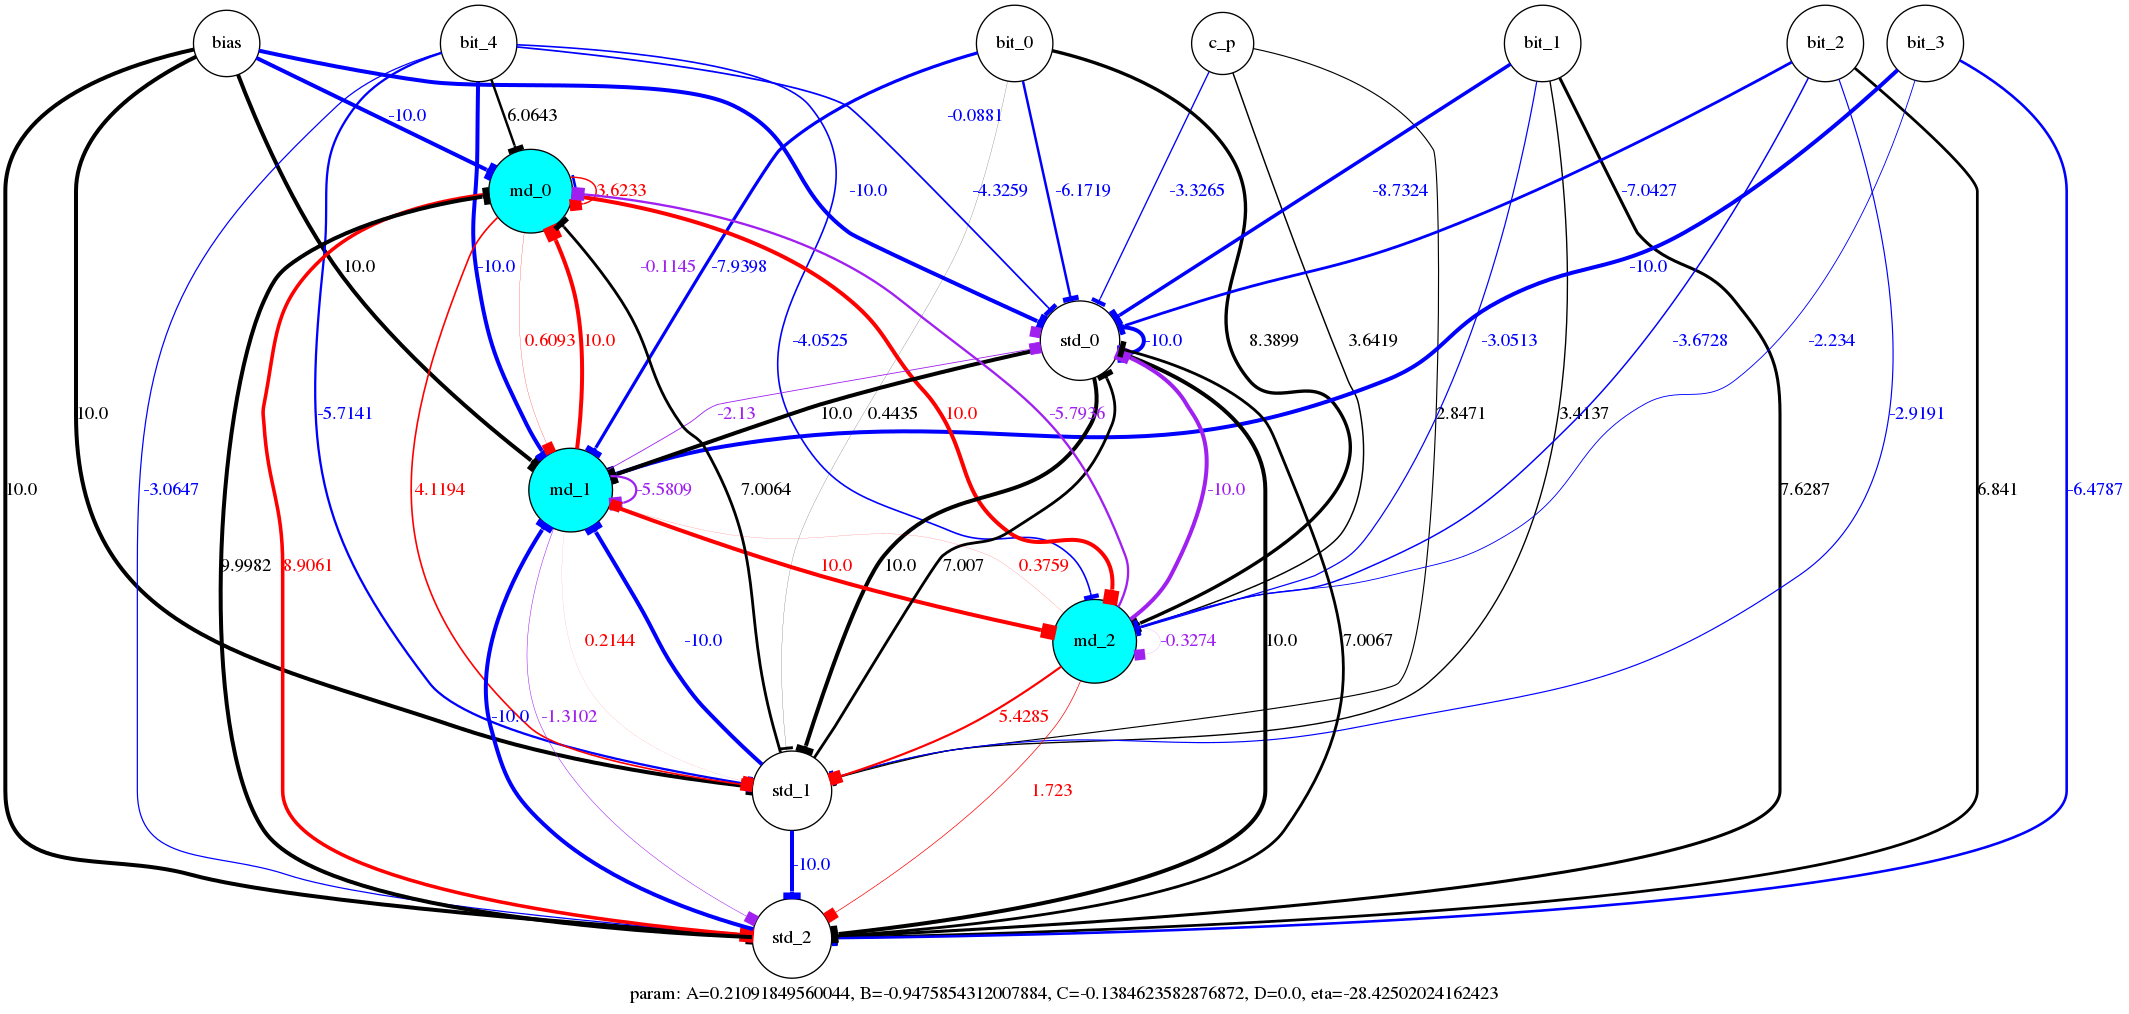 bias bit_4 bit_0 c_p bit_1 bit_2 bit_3
-10.0 6.0643 -0.0881
md_0 3.6233 -10.0 -4.3259 -6.1719 -3.3265 -8.7324 -7.0427
10.0 -10.0 -0.1145 -7.9398 -10.0
0.6093 10.0 -4.0525 std_0 -10.0 8.3899 3.6419 -3.0513 -3.6728 -2.234
10.0 -5.7141 -2.13 10.0 0.4435 10.0 -5.7936 2.8471 3.4137 -2.9191
10.0 -3.0647 4.1194 md_1 -5.5809 7.0064 -10.0 7.6287 6.841 -6.4787
9.9982 8.9061 10.0 10.0 7.007 0.3759
0.2144 -10.0 md_2 -0.3274 10.0 7.0067
-10.0 -1.3102 5.4285
std_1 1.723
-10.0
std_2
param: A=0.21091849560044, B=-0.9475854312007884, C=-0.1384623582876872, D=0.0, eta=-28.42502024162423